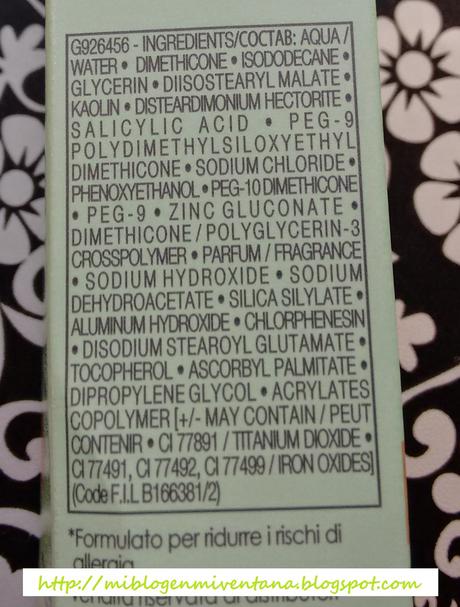 G926456 - INGREDIENTS/СОСТАВ: AQUA /
WATER • DIMETHICONE • ISODODECANE •
GLYCERIN • DIISOSTEARYL MALATE •
KAOLIN • DISTEARDIMONIUM HECTORITE •
SALICYLIC ACID • PEG-9
POLYDIMETHYLSILOXYETHYL
DIMETHICONE • SODIUM CHLORIDE •
PHENOXYETHANOL • PEG-10 DIMETHICONE
• PEG-9 • ZINC GLUCONATE •
DIMETHICONE / POLYGLYCERIN-3
CROSSPOLYMER • PARFUM / FRAGRANCE
• SODIUM HYDROXIDE • SODIUM
DEHYDROACETATE • SILICA SILYLATE •
ALUMINUM HYDROXIDE • CHLORPHENESIN
• DISODIUM STEAROYL GLUTAMATE •
TOCOPHEROL • ASCORBYL PALMITATE •
DIPROPYLENE GLYCOL • ACRYLATES
COPOLYMER [+/- MAY CONTAIN / PEUT
CONTENIR • CI 77891 / TITANIUM DIOXIDE •
CI 77491, CI 77492, CI 77499 / IRON OXIDES]
(Code F.I.L B166381/2)
*Formulato per ridurre i rischi di
allergia
http://miblogenmiventana.blogspot.com